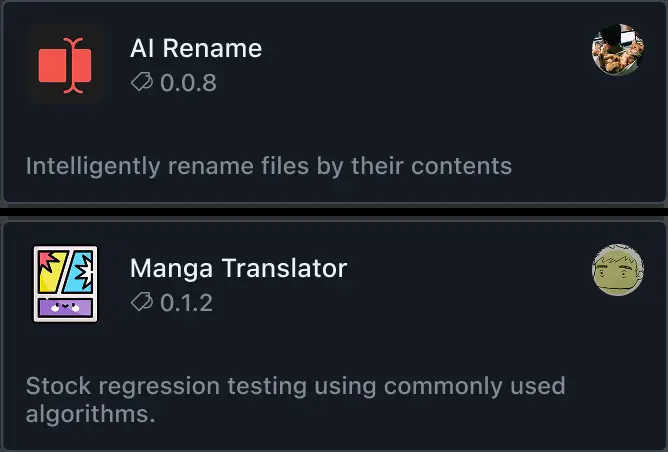 AI Rename
0.0.8
Intelligently rename files by their contents
Manga Translator
0.1.2
Stock regression testing using commonly used
algorithms.